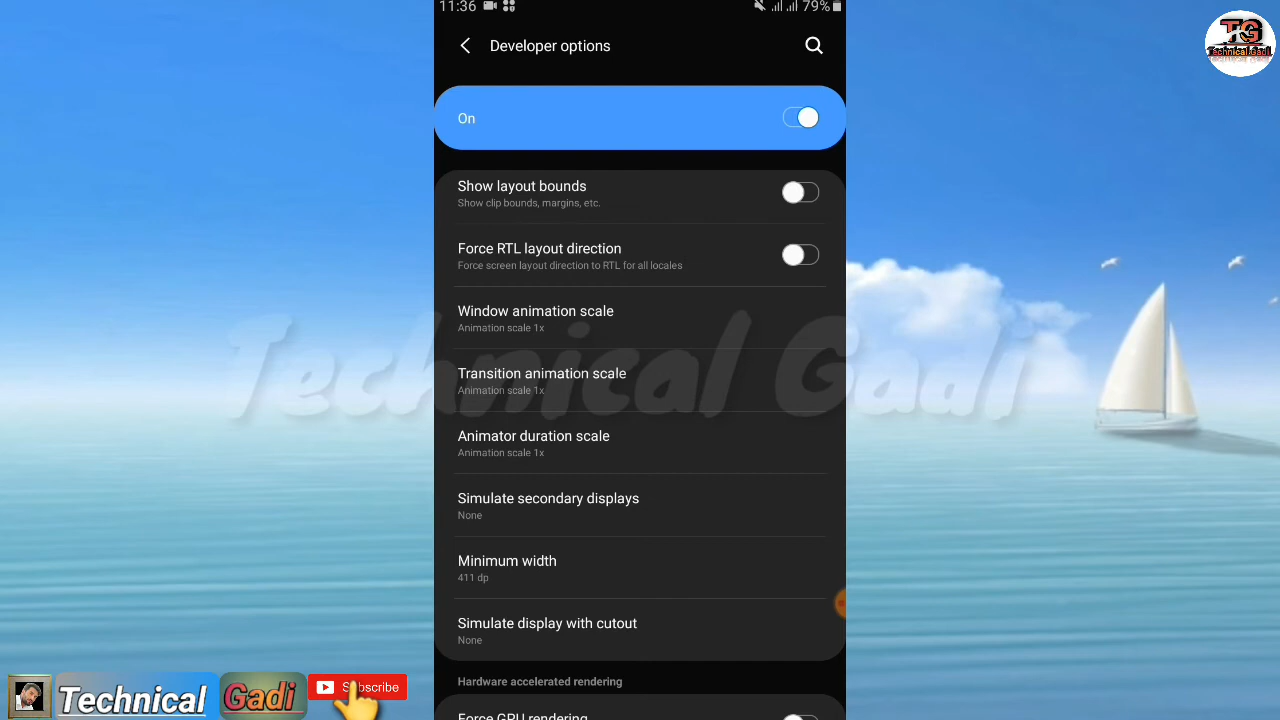 11:36
79%
Developer options
On
Show layout bounds
Show clip bounds, margins, etc.
Force RTL layout direction
Force screen layout direction to RTL for all locales
Window animation scale
Animation scale 1x
Transition animation scale
Animation scale 1x
Animator duration scale
Animation scale 1x
Simulate secondary displays
None
Minimum width
411 dp
Simulate display with cutout
None
Hardware accelerated rendering
Force GPU rendering
Technical Gadi
TG
Technical Gadi
Technical Gadi
Subscribe